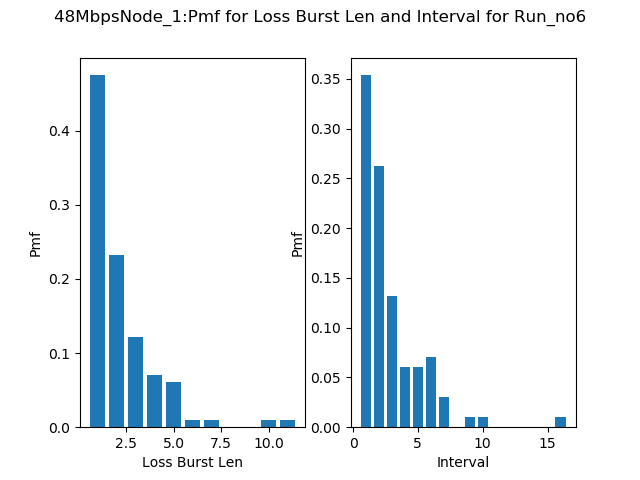 48MbpsNode_1:Pmf for Loss Burst Len and Interval for Run_no6
Pmf
0.4
0.3
0.2
0.1
0.0
2.5 5.0 7.5 10.0
Loss Burst Len
Pmf
0.35
0.30
0.25
0.20
0.15
0.10
0.05
0.00
0 5 10 15
Interval